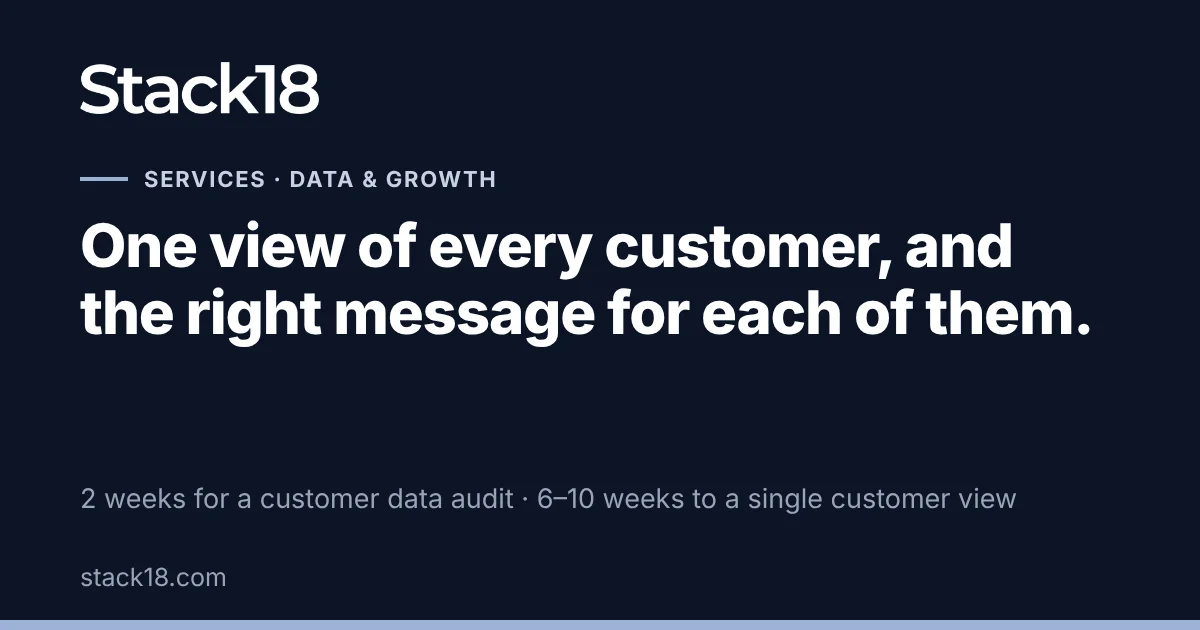 Stack18
SERVICES · DATA & GROWTH
One view of every customer, and
the right message for each of them.
2 weeks for a customer data audit · 6–10 weeks to a single customer view
stack18.com